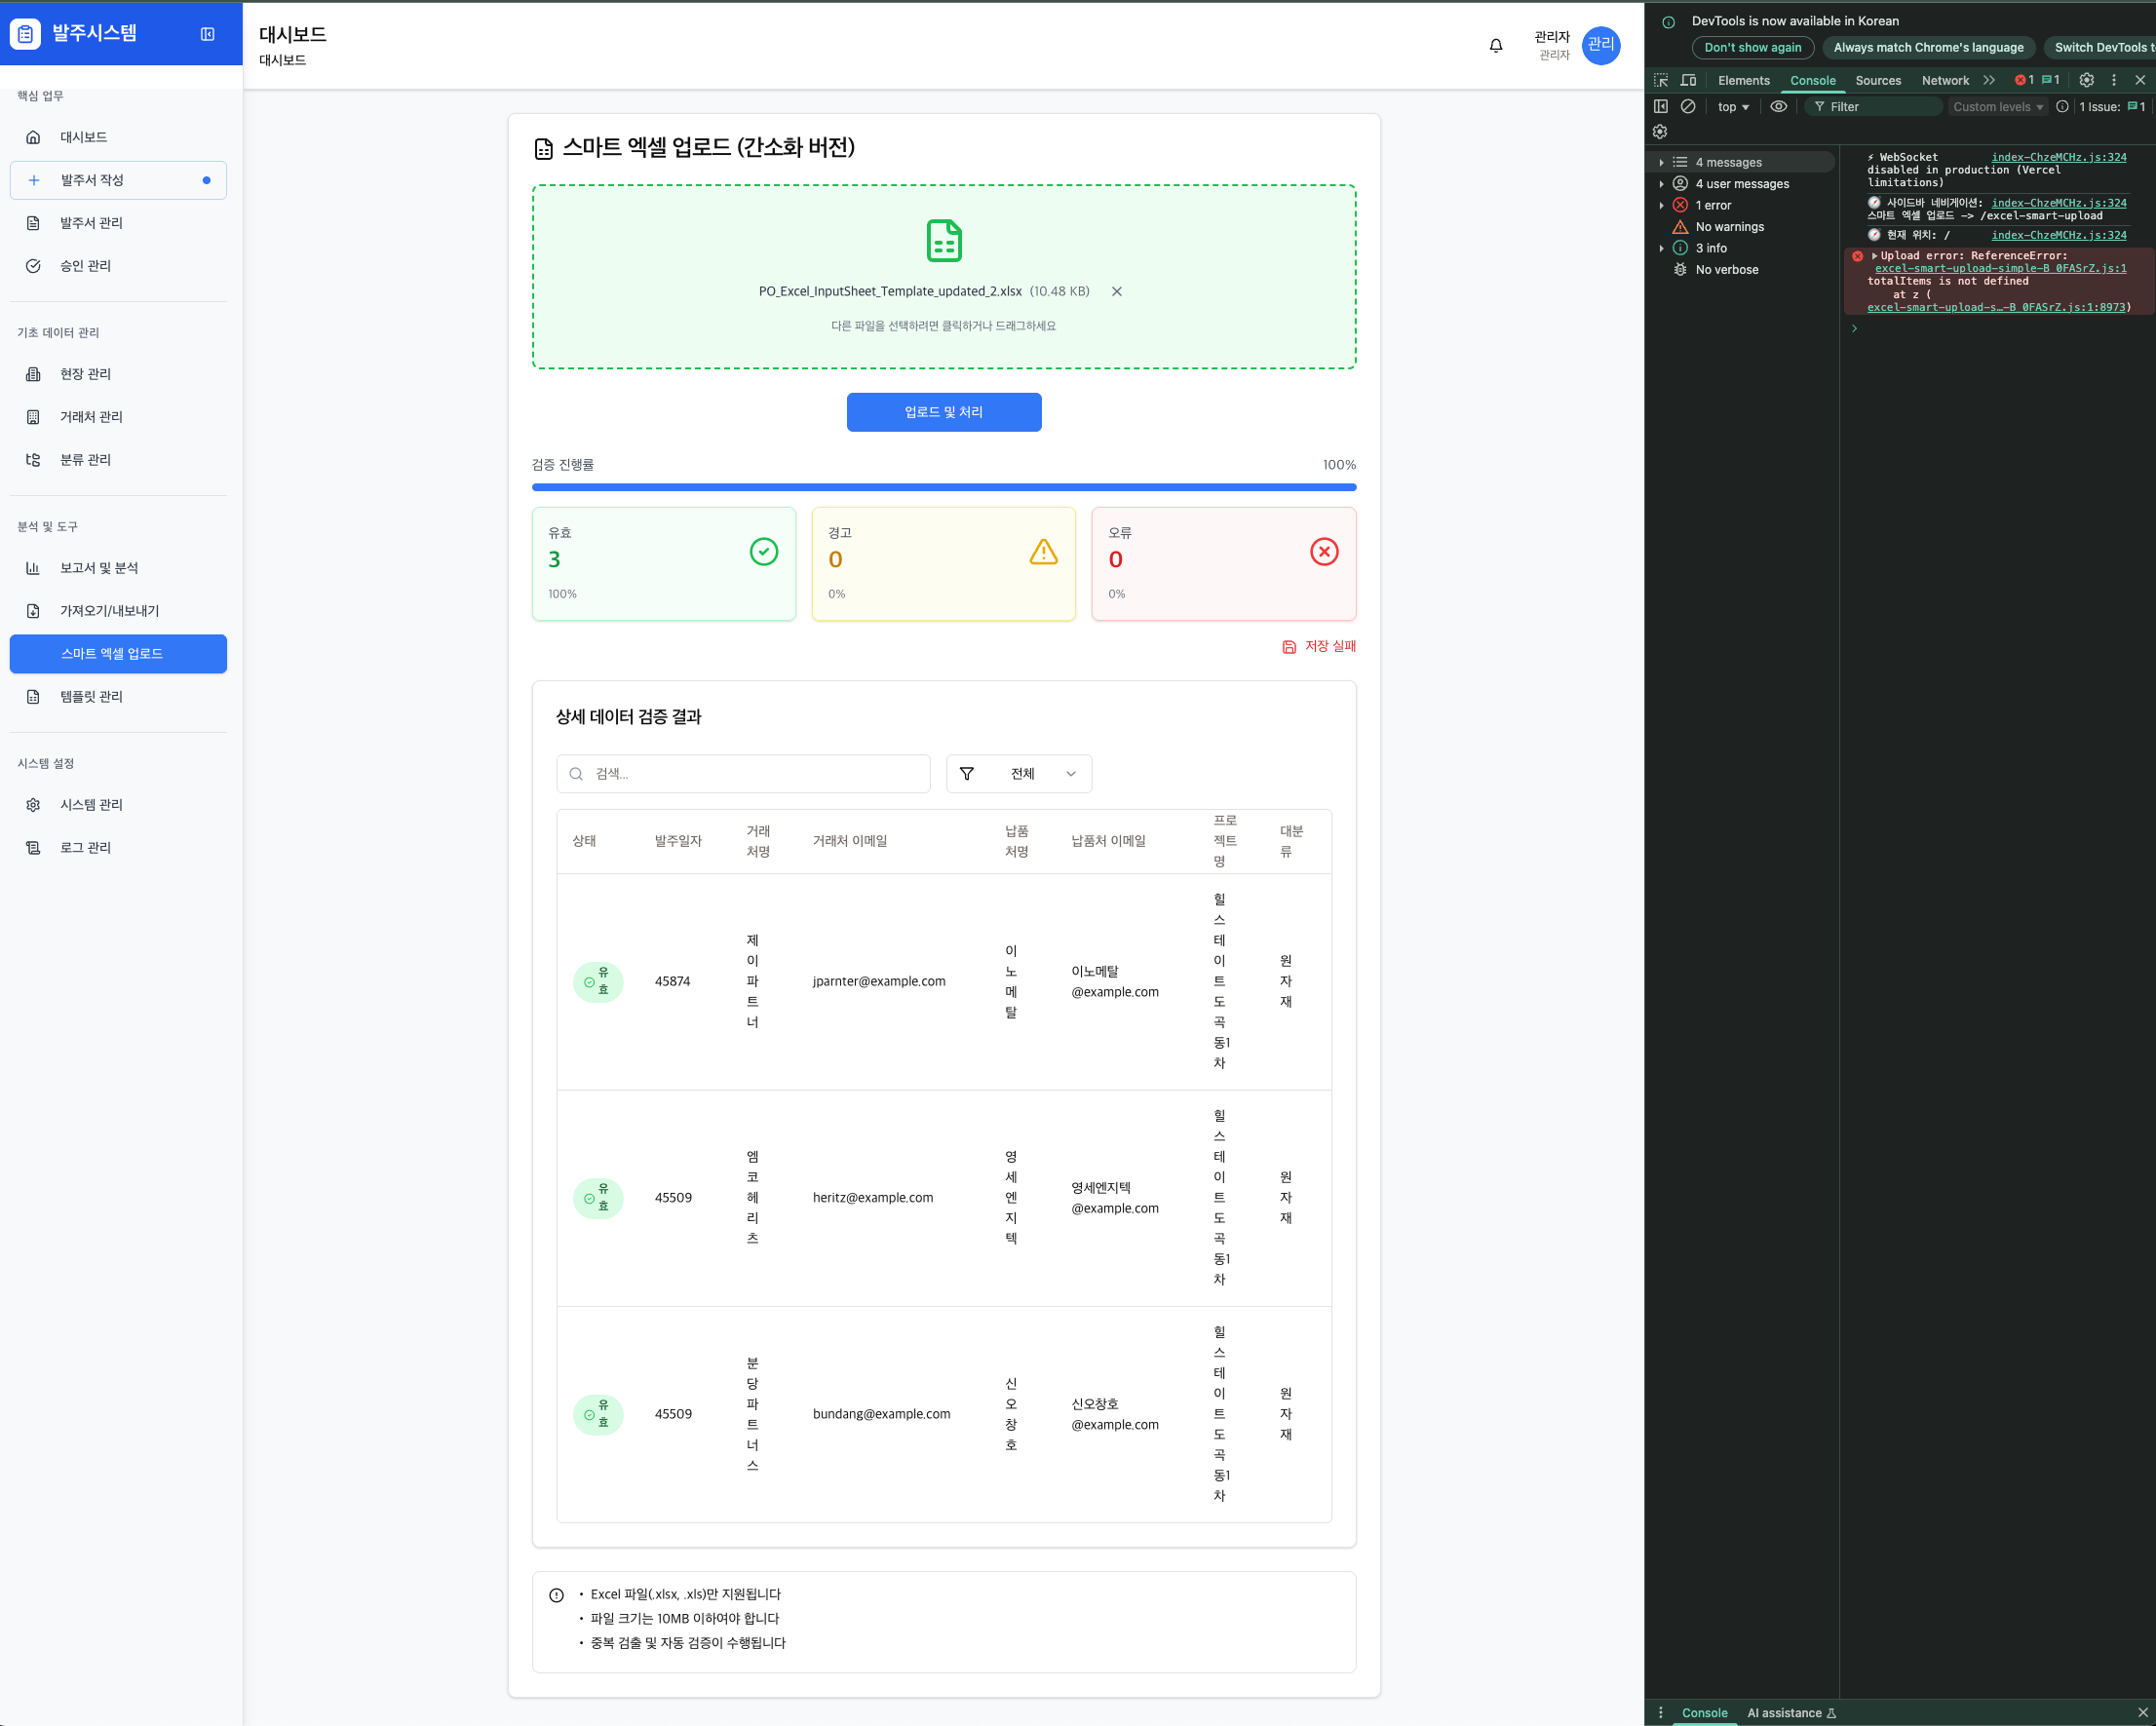 발주시스템
핵심 업무
대시보드
발주서 작성
발주서 관리
승인 관리
기초 데이터 관리
현장 관리
거래처 관리
분류 관리
분석 및 도구
보고서 및 분석
가져오기/내보내기
스마트 엑셀 업로드
템플릿 관리
시스템 설정
시스템 관리
로그 관리
대시보드
대시보드
관리자
관리자
관리
스마트 엑셀 업로드 (간소화 버전)
PO_Excel_InputSheet_Template_updated_2.xlsx (10.48 KB)
다른 파일을 선택하려면 클릭하거나 드래그하세요
업로드 및 처리
검증 진행률 100%
유효
3
100%
경고
0
0%
오류
0
0%
저장 실패
상세 데이터 검증 결과
검색...
전체
상태 발주일자 거래처명 거래처 이메일 납품처명 납품처 이메일 프로젝트명 대분류
유효 45874 제이파트너 jparnter@example.com 이노메탈 이노메탈@example.com 힐스테이트도곡동1차 원자재
유효 45509 엠코헤리츠 heritz@example.com 영세엔지텍 영세엔지텍@example.com 힐스테이트도곡동1차 원자재
유효 45509 분당파트너스 bundang@example.com 신오창호 신오창호@example.com 힐스테이트도곡동1차 원자재
• Excel 파일(.xlsx, .xls)만 지원됩니다
• 파일 크기는 10MB 이하여야 합니다
• 중복 검출 및 자동 검증이 수행됩니다
DevTools is now available in Korean
Don't show again
Always match Chrome's language
Switch DevTools t
Elements Console Sources Network 1 1
top Filter Custom levels 1 Issue: 1
4 messages
4 user messages
1 error
No warnings
3 info
No verbose
⚡ WebSocket index-ChzeMCHz.js:324
disabled in production (Vercel
limitations)
🧭 사이드바 네비게이션: index-ChzeMCHz.js:324
스마트 엑셀 업로드 -> /excel-smart-upload
🧭 현재 위치: / index-ChzeMCHz.js:324
Upload error: ReferenceError:
excel-smart-upload-simple-B_0FASrZ.js:1
totalItems is not defined
at z (
excel-smart-upload-s…-B_0FASrZ.js:1:8973)
Console AI assistance